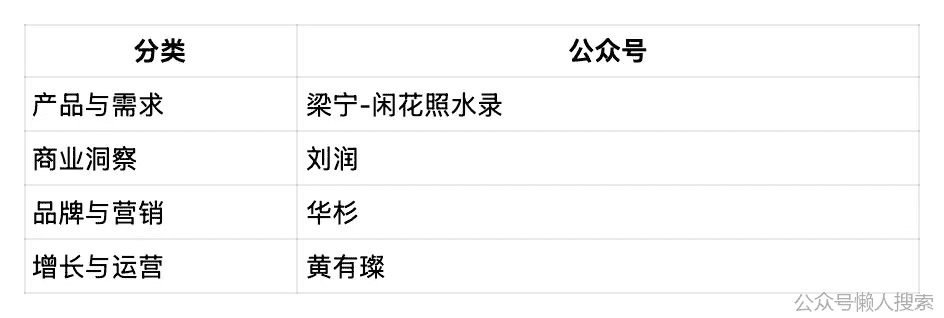 分类 公众号
产品与需求 梁宁-闲花照水录
商业洞察 刘润
品牌与营销 华杉
增长与运营 黄有璨
公众号懒人搜索